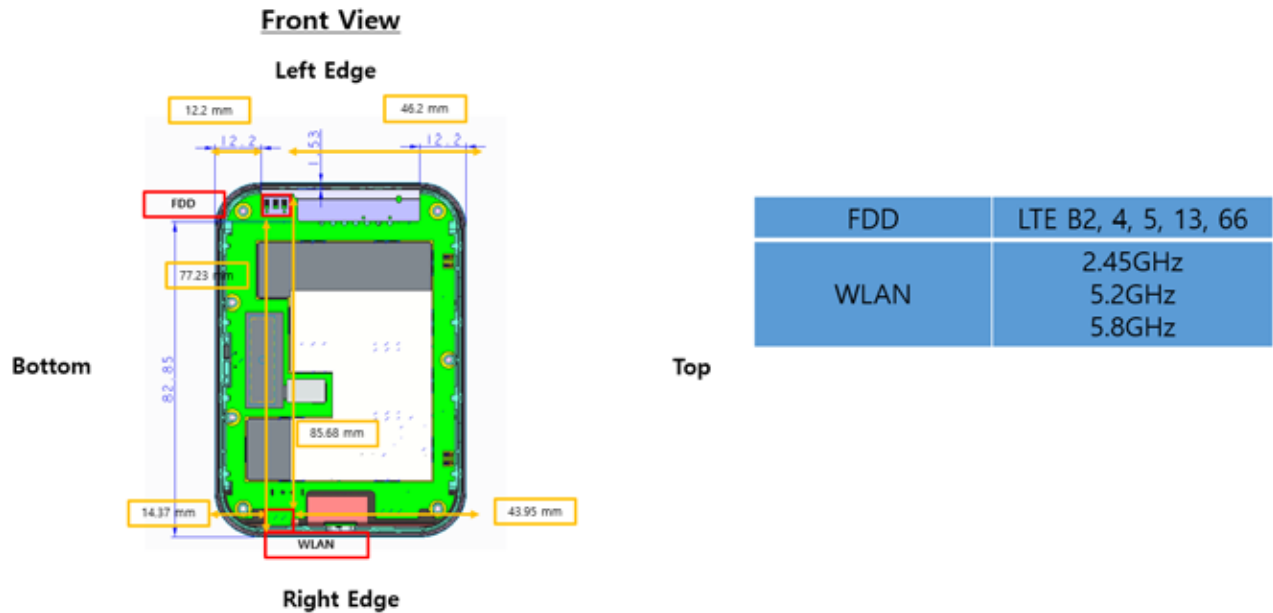 Front View
Left Edge
12.2 mm
46.2 mm
12.2
1.53
12.2
FDD
77.23 mm
82.85
Bottom
Top
85.68 mm
14.37 mm
43.95 mm
WLAN
Right Edge
FDD LTE B2, 4, 5, 13, 66
WLAN 2.45GHz
5.2GHz
5.8GHz